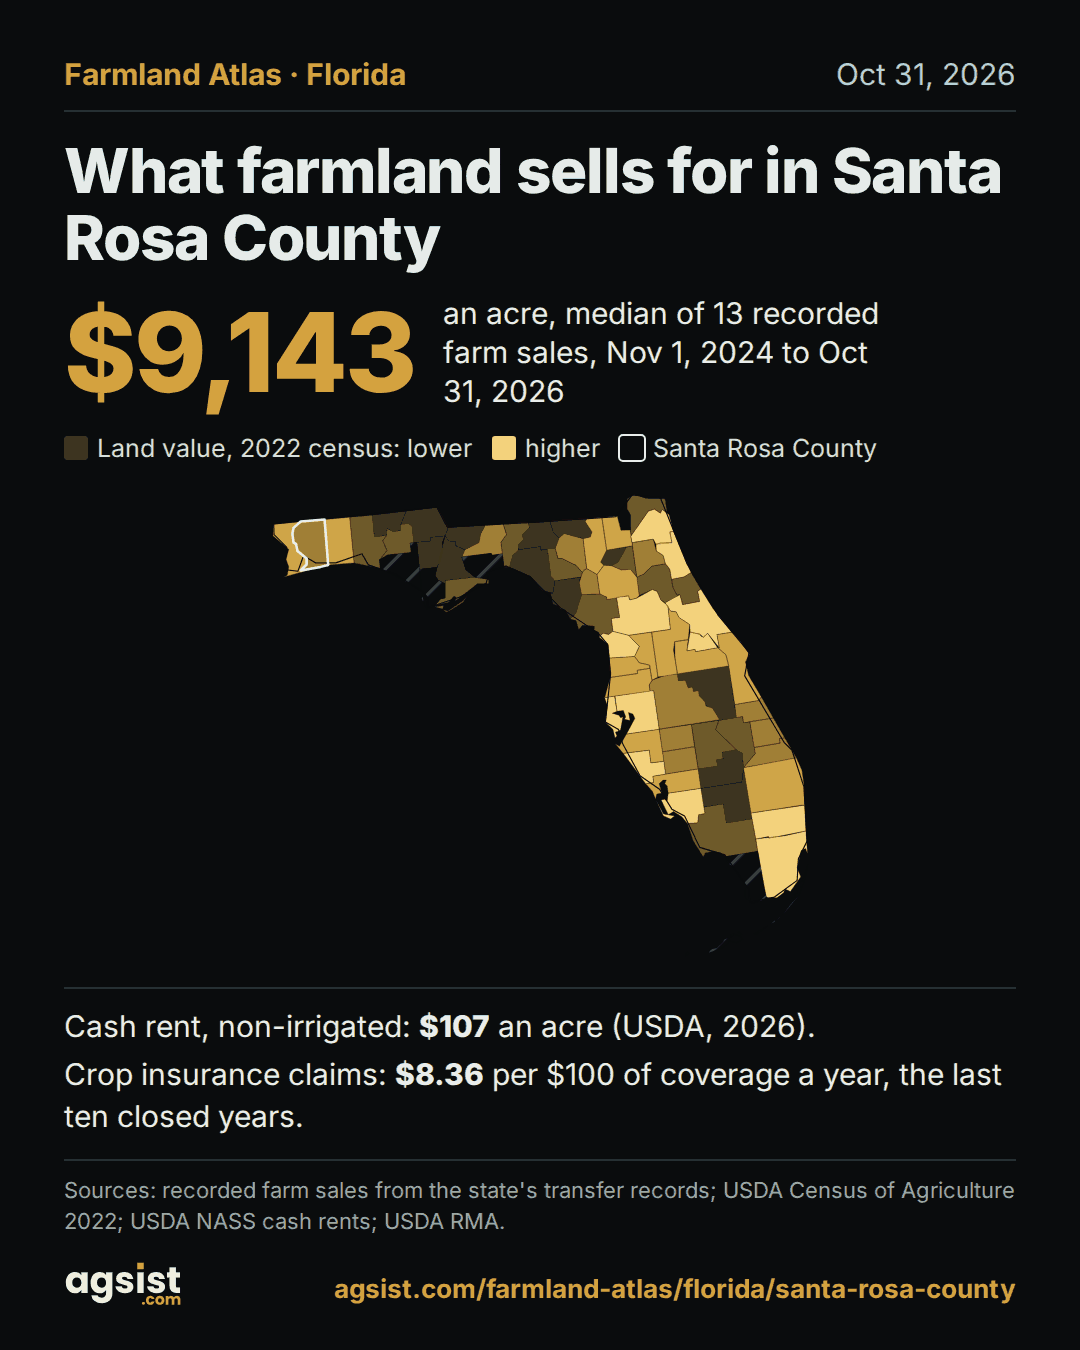 Farmland Atlas · Florida
Oct 31, 2026
What farmland sells for in Santa
Rosa County
$9,143
an acre, median of 13 recorded
farm sales, Nov 1, 2024 to Oct
31, 2026
Land value, 2022 census: lower higher Santa Rosa County
Cash rent, non-irrigated: $107 an acre (USDA, 2026).
Crop insurance claims: $8.36 per $100 of coverage a year, the last
ten closed years.
Sources: recorded farm sales from the state's transfer records; USDA Census of Agriculture
2022; USDA NASS cash rents; USDA RMA.
agsist
.com
agsist.com/farmland-atlas/florida/santa-rosa-county